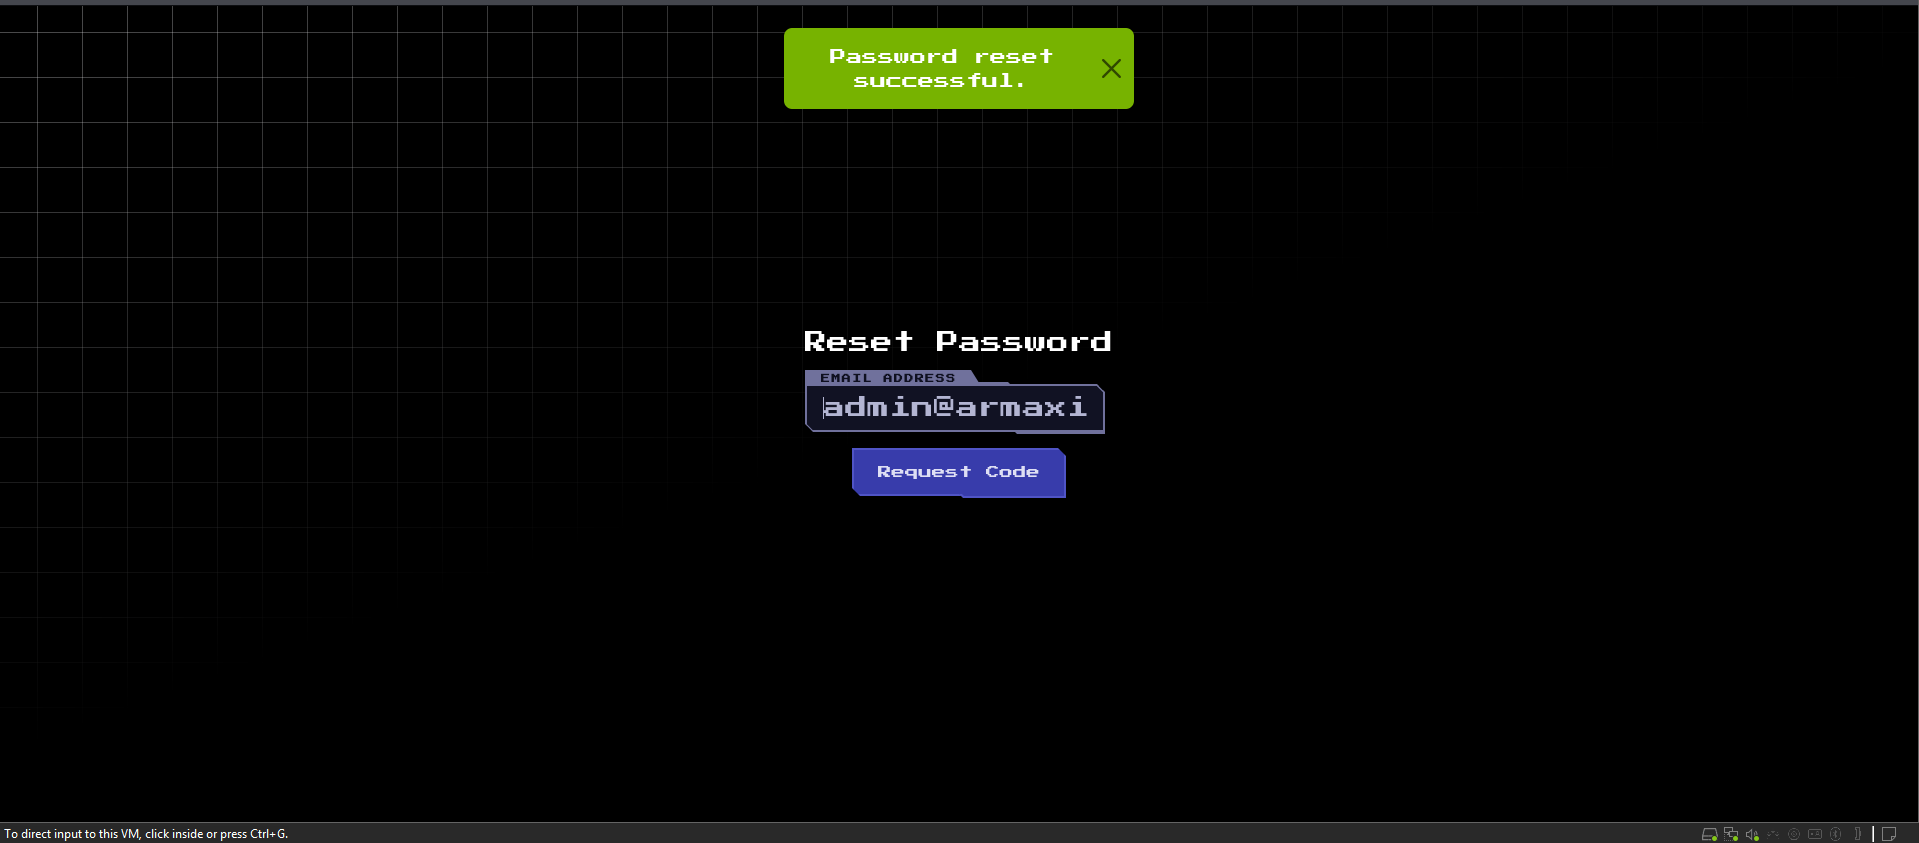 Password reset
successful.
Reset Password
EMAIL ADDRESS
admin@armaxi
Request Code
To direct input to this VM, click inside or press Ctrl+G.